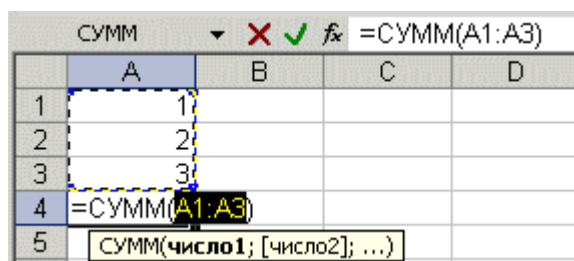 СУММ =СУММ(A1:A3)
A B C D
1 1
2 2
3 3
4 =СУММ(A1:A3)
5 СУММ(число1; [число2]; ...)